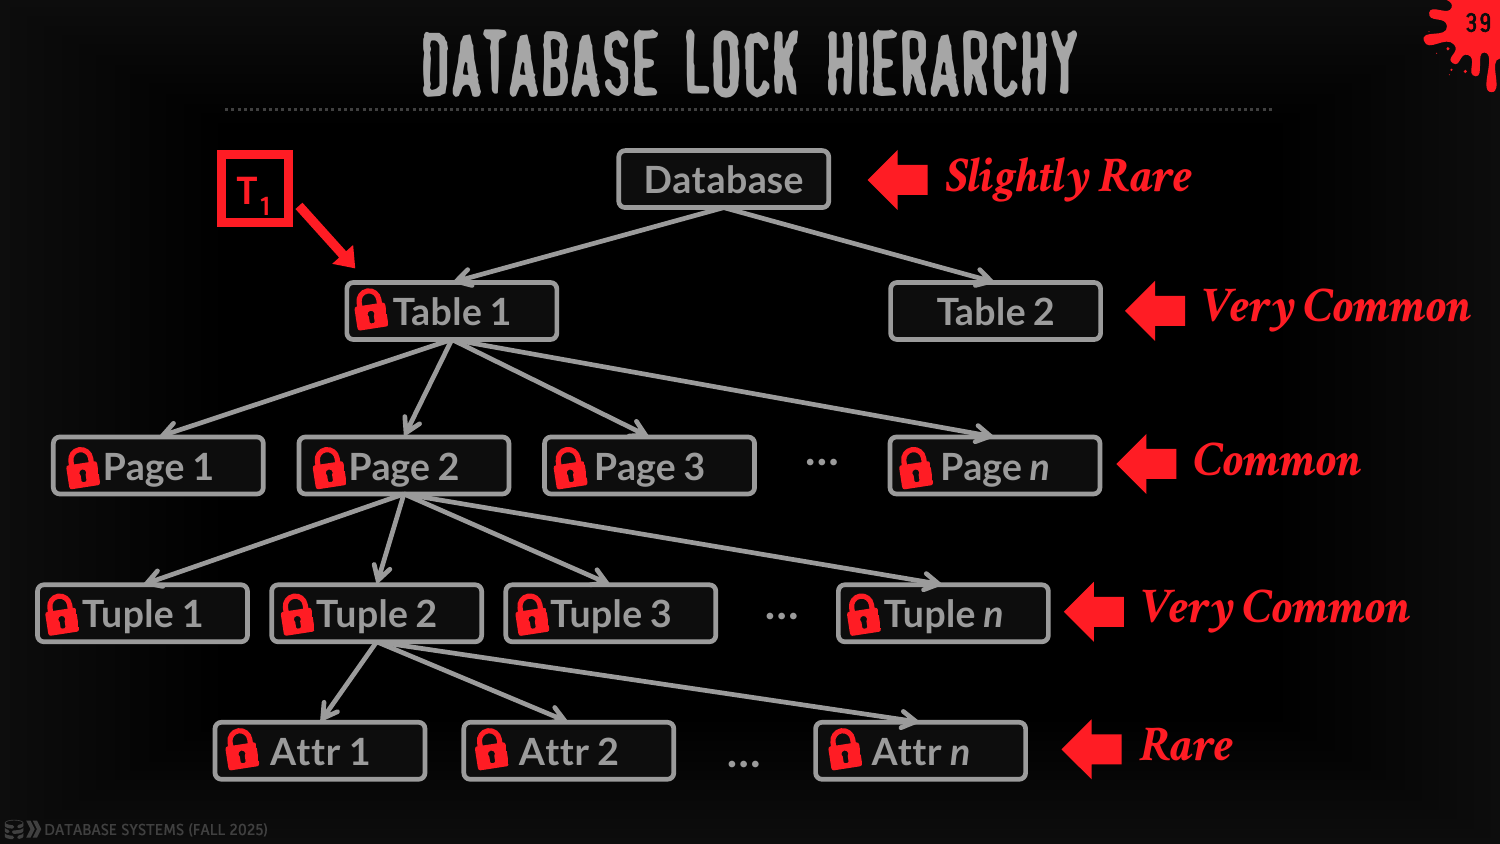 39
DATABASE LOCK HIERARCHY
T1
Database
Slightly Rare
Table 1
Table 2
Very Common
Page 1
Page 2
Page 3
...
Page n
Common
Tuple 1
Tuple 2
Tuple 3
...
Tuple n
Very Common
Attr 1
Attr 2
...
Attr n
Rare
DATABASE SYSTEMS (FALL 2025)